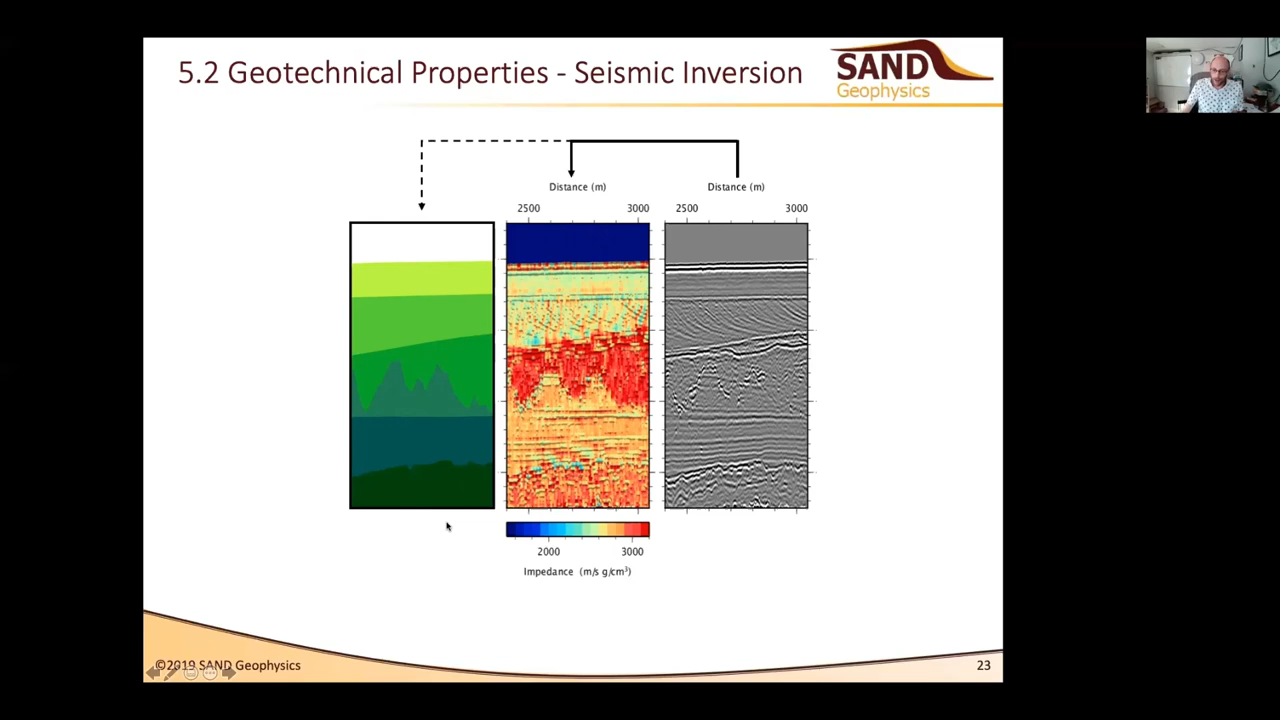 5.2 Geotechnical Properties - Seismic Inversion
SAND
Geophysics
Distance (m)
Distance (m)
2500 3000
2500 3000
2000 3000
Impedance (m/s g/cm³)
©2019 SAND Geophysics
23